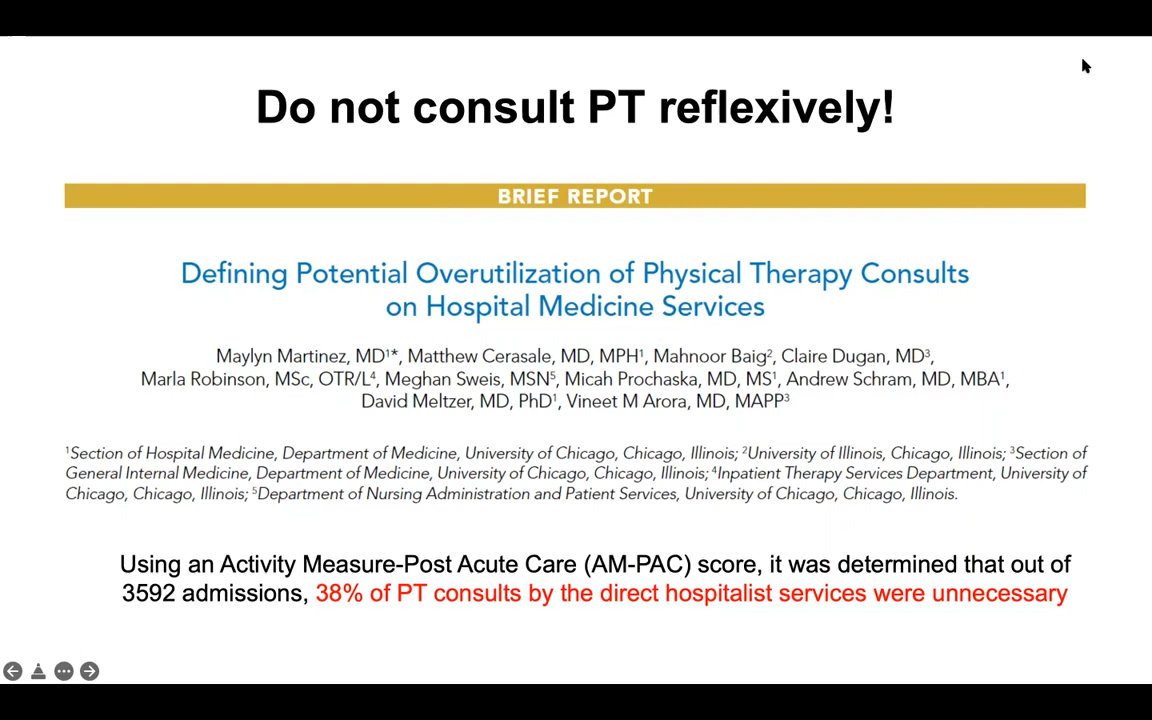 Do not consult PT reflexively!
BRIEF REPORT
Defining Potential Overutilization of Physical Therapy Consults
on Hospital Medicine Services
Maylyn Martinez, MD¹*, Matthew Cerasale, MD, MPH¹, Mahnoor Baig², Claire Dugan, MD³,
Marla Robinson, MSc, OTR/L⁴, Meghan Sweis, MSN⁵, Micah Prochaska, MD, MS¹, Andrew Schram, MD, MBA¹,
David Meltzer, MD, PhD¹, Vineet M Arora, MD, MAPP³
¹Section of Hospital Medicine, Department of Medicine, University of Chicago, Chicago, Illinois; ²University of Illinois, Chicago, Illinois; ³Section of
General Internal Medicine, Department of Medicine, University of Chicago, Chicago, Illinois; ⁴Inpatient Therapy Services Department, University of
Chicago, Chicago, Illinois; ⁵Department of Nursing Administration and Patient Services, University of Chicago, Chicago, Illinois.
Using an Activity Measure-Post Acute Care (AM-PAC) score, it was determined that out of
3592 admissions, 38% of PT consults by the direct hospitalist services were unnecessary